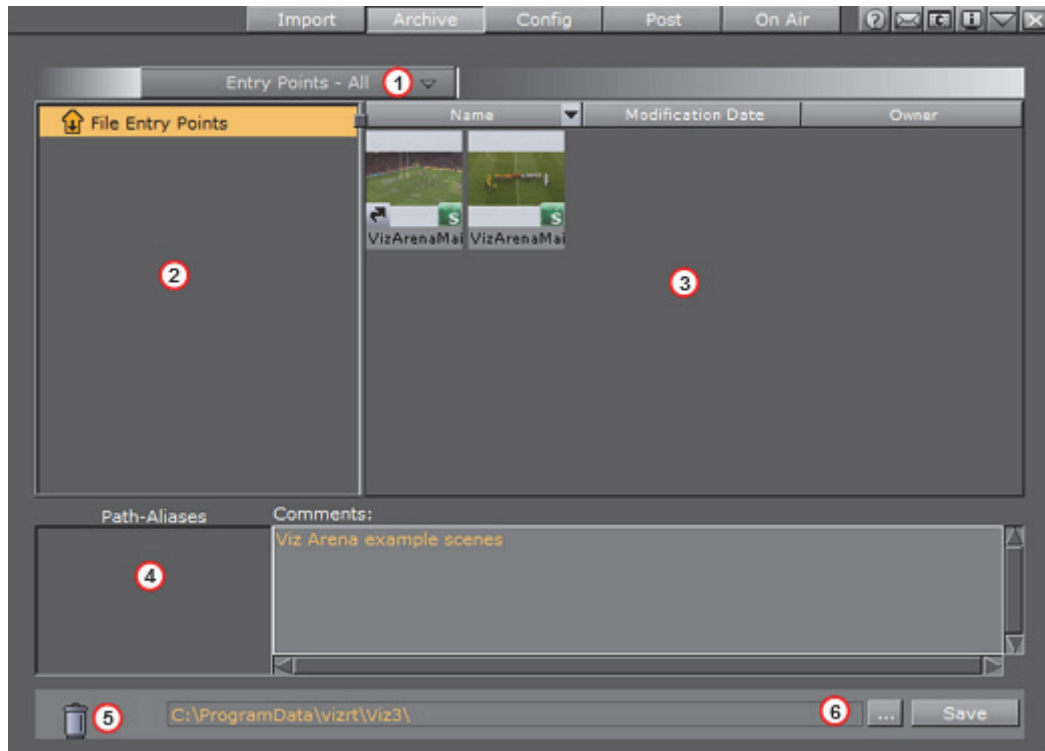 Import Archive Config Post On Air
Entry Points - All 1
File Entry Points
Name Modification Date Owner
S S
VizArenaMai VizArenaMai
2
3
Path-Aliases Comments:
Viz Arena example scenes
4
5 C:\ProgramData\vizrt\Viz3\ 6 ... Save